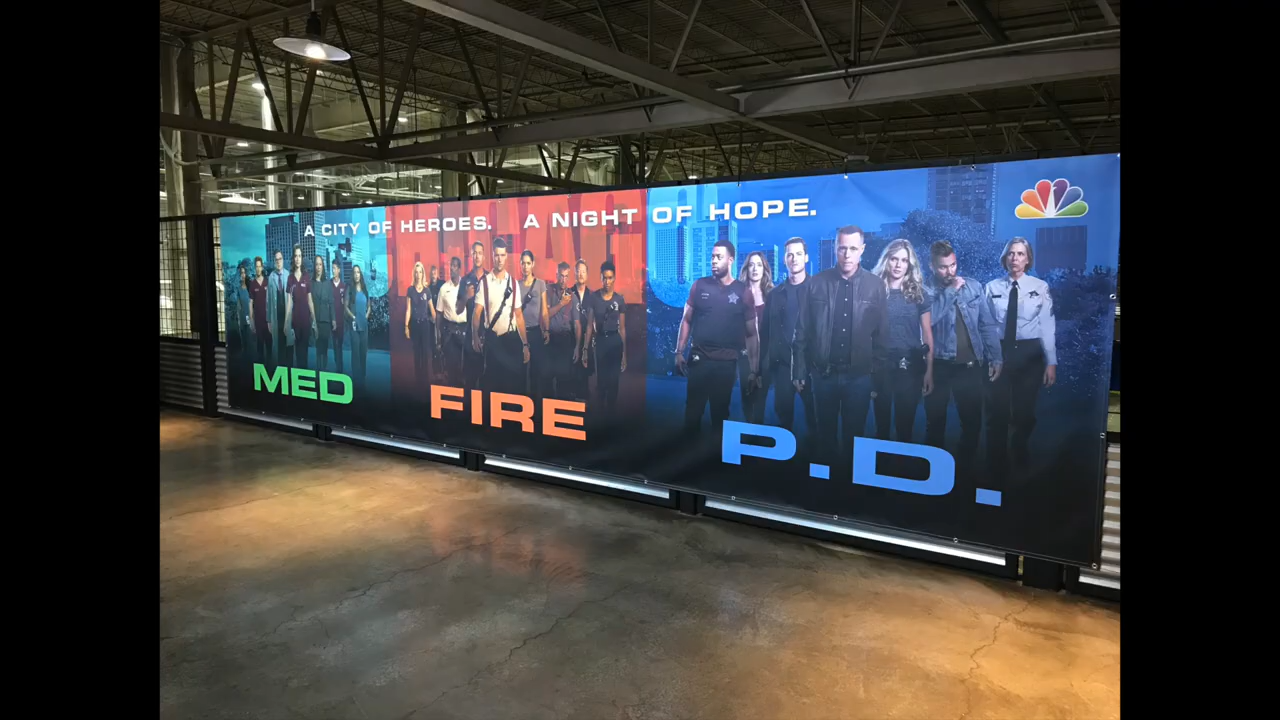 A CITY OF HEROES. A NIGHT OF HOPE.
MED
FIRE
P.D.